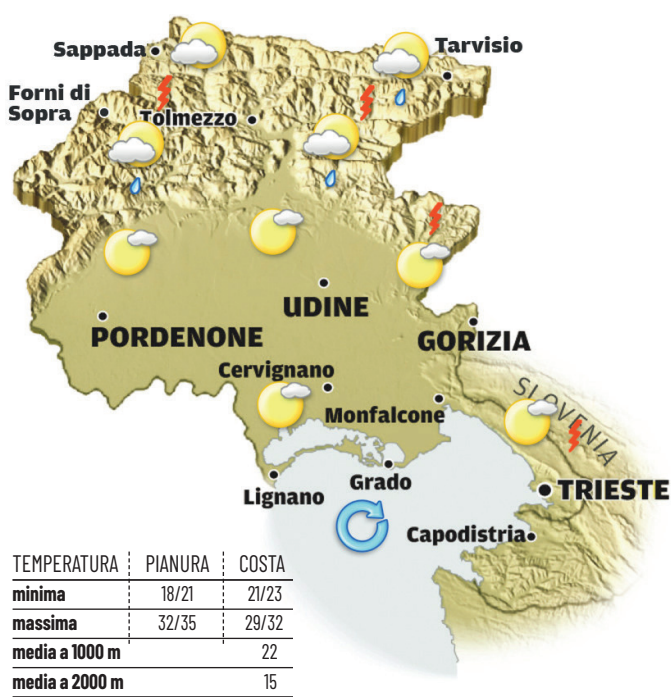 Sappada
Tarvisio
Forni di
Sopra
Tolmezzo
UDINE
PORDENONE
GORIZIA
Cervignano
SLOVENIA
Monfalcone
Grado
Lignano
TRIESTE
Capodistria
TEMPERATURA PIANURA COSTA
minima 18/21 21/23
massima 32/35 29/32
media a 1000 m 22
media a 2000 m 15